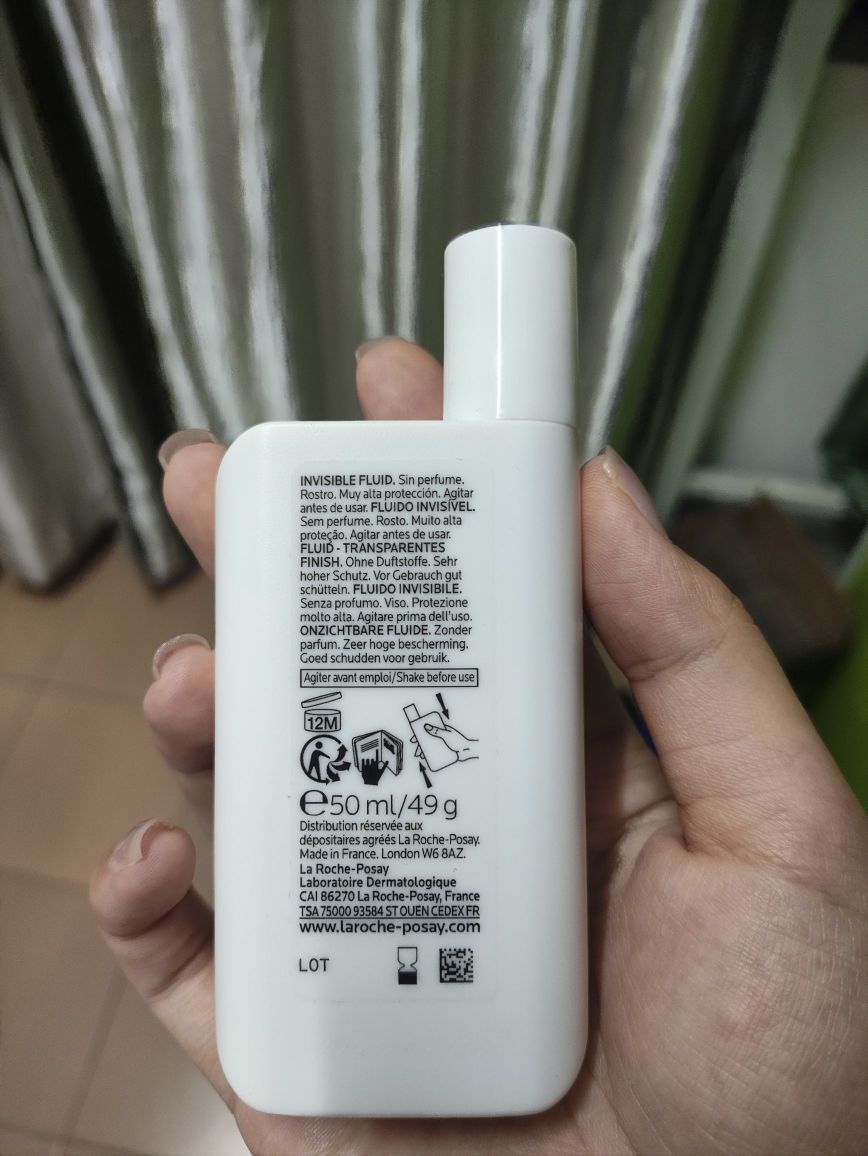 INVISIBLE FLUID. Sin perfume.
Rostro. Muy alta protección. Agitar
antes de usar. FLUIDO INVISÍVEL.
Sem perfume. Rosto. Muito alta
proteção. Agitar antes de usar.
FLUID - TRANSPARENTES
FINISH. Ohne Duftstoffe. Sehr
hoher Schutz. Vor Gebrauch gut
schütteln. FLUIDO INVISIBILE.
Senza profumo. Viso. Protezione
molto alta. Agitare prima dell'uso.
ONZICHTBARE FLUIDE. Zonder
parfum. Zeer hoge bescherming.
Goed schudden voor gebruik.
Agiter avant emploi/Shake before use
12M
℮50 ml/49 g
Distribution réservée aux
dépositaires agréés La Roche-Posay.
Made in France. London W6 8AZ.
La Roche-Posay
Laboratoire Dermatologique
CAI 86270 La Roche-Posay, France
TSA 75000 93584 ST OUEN CEDEX FR
www.laroche-posay.com
LOT